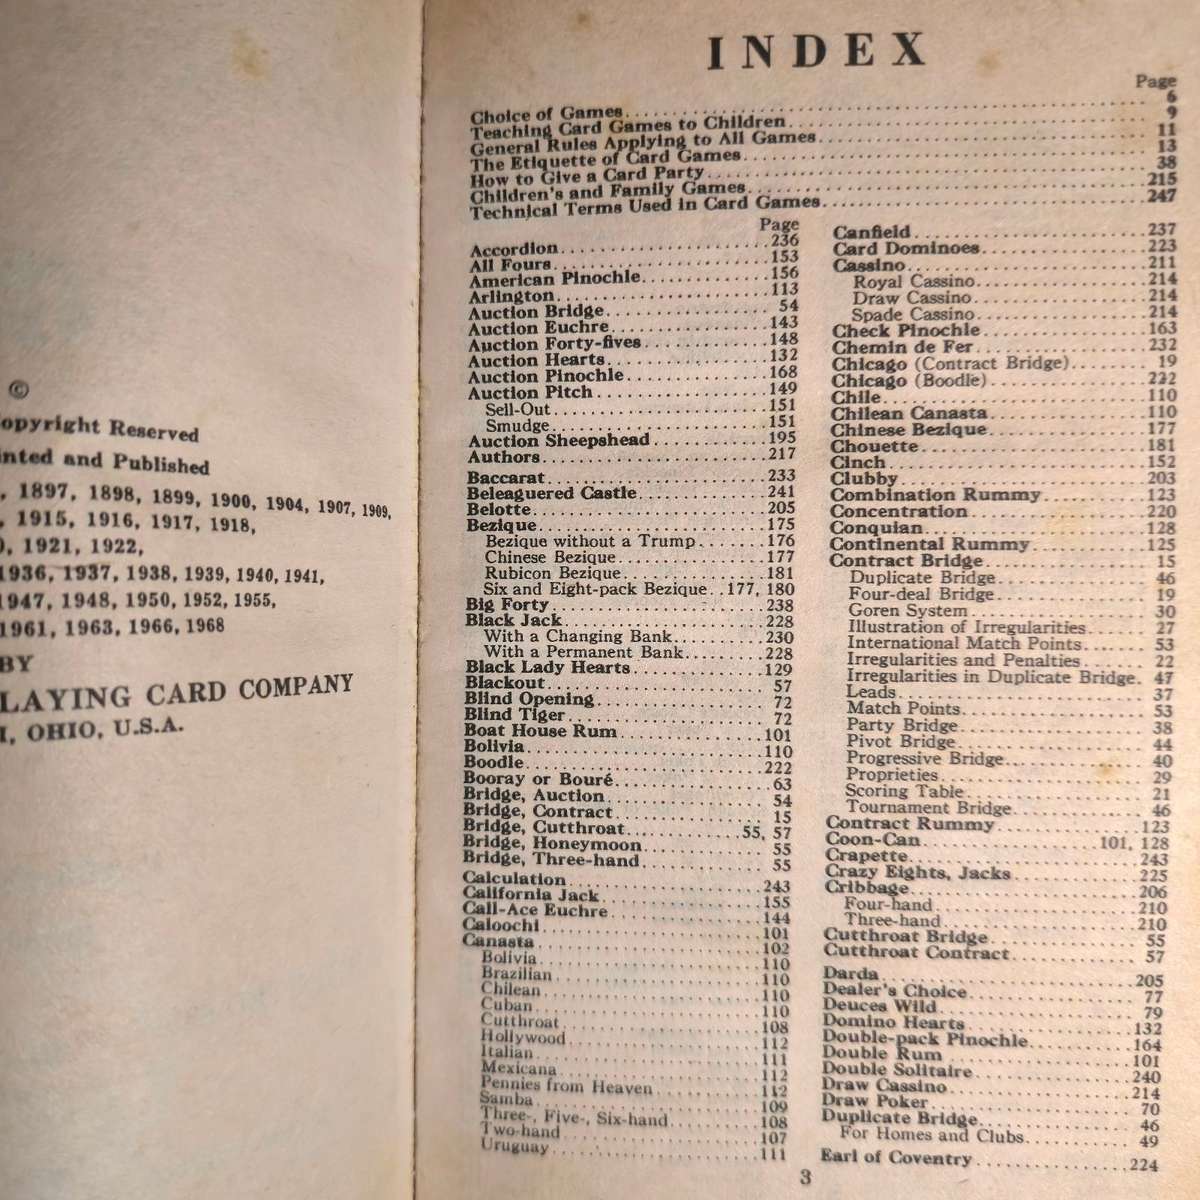 ©
opyright Reserved
inted and Published
, 1897, 1898, 1899, 1900, 1904, 1907, 1909,
, 1915, 1916, 1917, 1918,
, 1921, 1922,
1936, 1937, 1938, 1939, 1940, 1941,
1947, 1948, 1950, 1952, 1955,
1961, 1963, 1966, 1968
BY
LAYING CARD COMPANY
I, OHIO, U.S.A.
INDEX
Page
Choice of Games 6
Teaching Card Games to Children 9
General Rules Applying to All Games 11
The Etiquette of Card Games 13
How to Give a Card Party 38
Children's and Family Games 215
Technical Terms Used in Card Games 247
Page
Accordion 236
All Fours 153
American Pinochle 156
Arlington 113
Auction Bridge 54
Auction Euchre 143
Auction Forty-fives 148
Auction Hearts 132
Auction Pinochle 168
Auction Pitch 149
Sell-Out 151
Smudge 151
Auction Sheepshead 195
Authors 217
Baccarat 233
Beleaguered Castle 241
Belotte 205
Bezique 175
Bezique without a Trump 176
Chinese Bezique 177
Rubicon Bezique 181
Six and Eight-pack Bezique 177, 180
Big Forty 238
Black Jack 228
With a Changing Bank 230
With a Permanent Bank 228
Black Lady Hearts 129
Blackout 57
Blind Opening 72
Blind Tiger 72
Boat House Rum 101
Bolivia 110
Boodle 222
Booray or Bouré 63
Bridge, Auction 54
Bridge, Contract 15
Bridge, Cutthroat 55, 57
Bridge, Honeymoon 55
Bridge, Three-hand 55
Calculation 243
California Jack 155
Call-Ace Euchre 144
Caloochi 101
Canasta 102
Bolivia 110
Brazilian 110
Chilean 110
Cuban 110
Cutthroat 108
Hollywood 112
Italian 111
Mexicana 112
Pennies from Heaven 112
Samba 109
Three-, Five-, Six-hand 108
Two-hand 107
Uruguay 111
Canfield 237
Card Dominoes 223
Cassino 211
Royal Cassino 214
Draw Cassino 214
Spade Cassino 214
Check Pinochle 163
Chemin de Fer 232
Chicago (Contract Bridge) 19
Chicago (Boodle) 222
Chile 110
Chilean Canasta 110
Chinese Bezique 177
Chouette 181
Cinch 152
Clubby 203
Combination Rummy 123
Concentration 220
Conquian 128
Continental Rummy 125
Contract Bridge 15
Duplicate Bridge 46
Four-deal Bridge 19
Goren System 30
Illustration of Irregularities 27
International Match Points 53
Irregularities and Penalties 22
Irregularities in Duplicate Bridge 47
Leads 37
Match Points 53
Party Bridge 38
Pivot Bridge 44
Progressive Bridge 40
Proprieties 29
Scoring Table 21
Tournament Bridge 46
Contract Rummy 123
Coon-Can 101, 128
Crapette 243
Crazy Eights, Jacks 225
Cribbage 206
Four-hand 210
Three-hand 210
Cutthroat Bridge 55
Cutthroat Contract 57
Darda 205
Dealer's Choice 77
Deuces Wild 79
Domino Hearts 132
Double-pack Pinochle 164
Double Rum 101
Double Solitaire 240
Draw Cassino 214
Draw Poker 70
Duplicate Bridge 46
For Homes and Clubs 49
Earl of Coventry 224
3